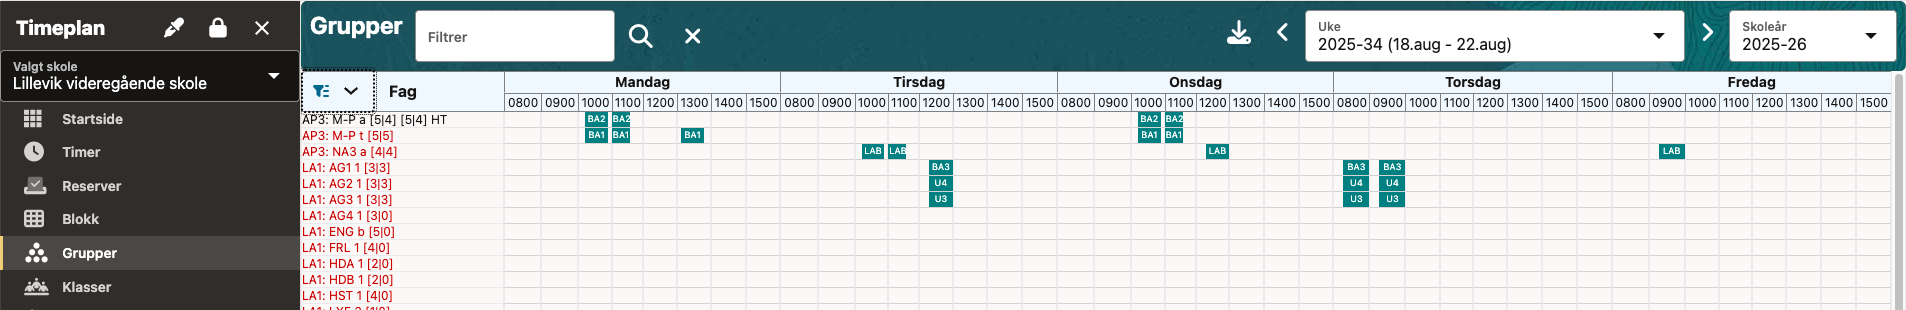 Timeplan
Valgt skole
Lillevik videregående skole
Startside
Timer
Reserver
Blokk
Grupper
Klasser
Grupper
Filtrer
Uke
2025-34 (18.aug - 22.aug)
Skoleår
2025-26
Fag
Mandag Tirsdag Onsdag Torsdag Fredag
0800 0900 1000 1100 1200 1300 1400 1500 0800 0900 1000 1100 1200 1300 1400 1500 0800 0900 1000 1100 1200 1300 1400 1500 0800 0900 1000 1100 1200 1300 1400 1500 0800 0900 1000 1100 1200 1300 1400 1500
AP3: M-P a [5|4] [5|4] HT BA2 BA2 BA2 BA2
AP3: M-P t [5|5] BA1 BA1 BA1 BA1 BA1
AP3: NA3 a [4|4] LAB LAB LAB LAB
LA1: AG1 1 [3|3] BA3 BA3 BA3
LA1: AG2 1 [3|3] U4 U4 U4
LA1: AG3 1 [3|3] U3 U3 U3
LA1: AG4 1 [3|0]
LA1: ENG b [5|0]
LA1: FRL 1 [4|0]
LA1: HDA 1 [2|0]
LA1: HDB 1 [2|0]
LA1: HST 1 [4|0]